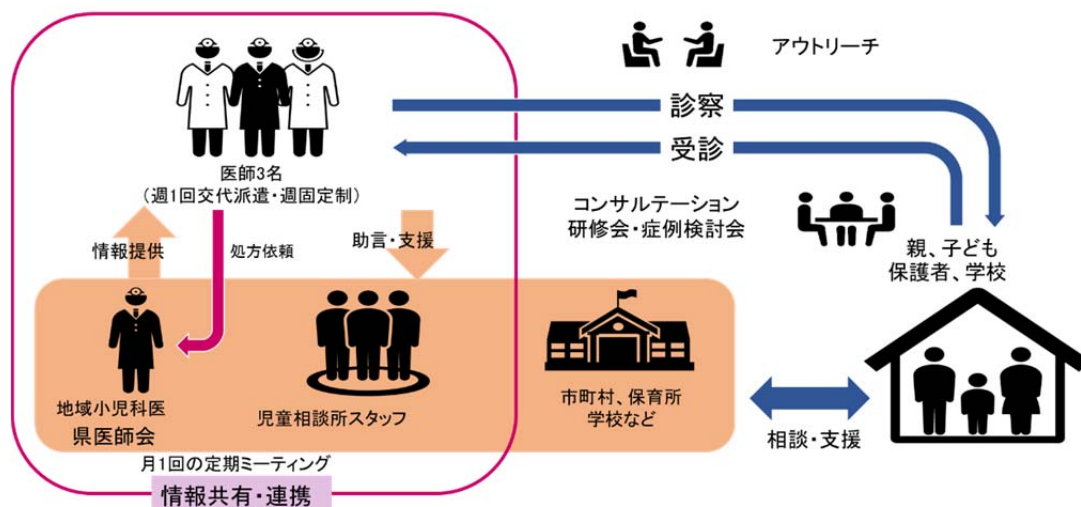 アウトリーチ
診察
受診
医師3名
（週1回交代派遣・週固定制）
コンサルテーション
研修会・症例検討会
情報提供
処方依頼
助言・支援
親、子ども
保護者、学校
地域小児科医
県医師会
児童相談所スタッフ
市町村、保育所
学校など
相談・支援
月1回の定期ミーティング
情報共有・連携